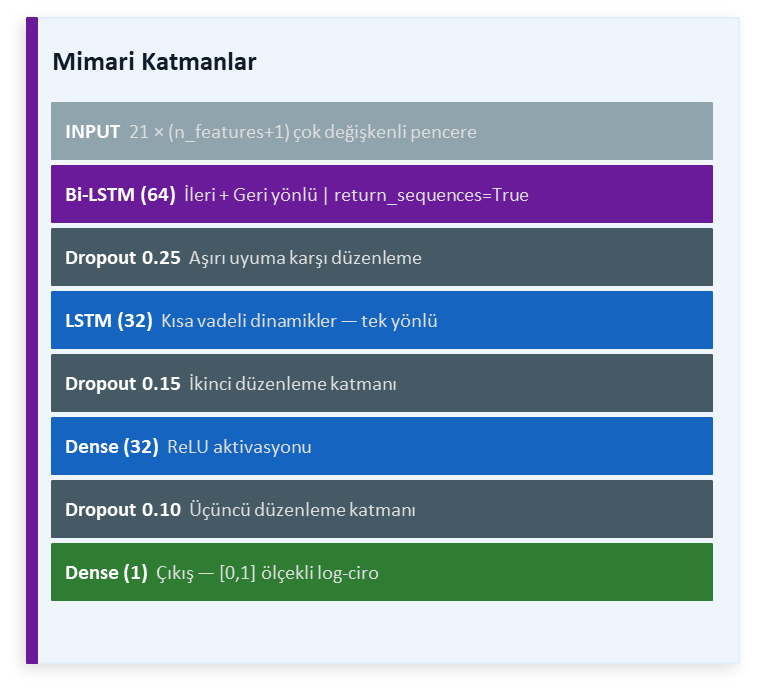 Mimari Katmanlar
INPUT 21 × (n_features+1) çok değişkenli pencere
Bi-LSTM (64) İleri + Geri yönlü | return_sequences=True
Dropout 0.25 Aşırı uyuma karşı düzenleme
LSTM (32) Kısa vadeli dinamikler — tek yönlü
Dropout 0.15 İkinci düzenleme katmanı
Dense (32) ReLU aktivasyonu
Dropout 0.10 Üçüncü düzenleme katmanı
Dense (1) Çıkış — [0,1] ölçekli log-ciro